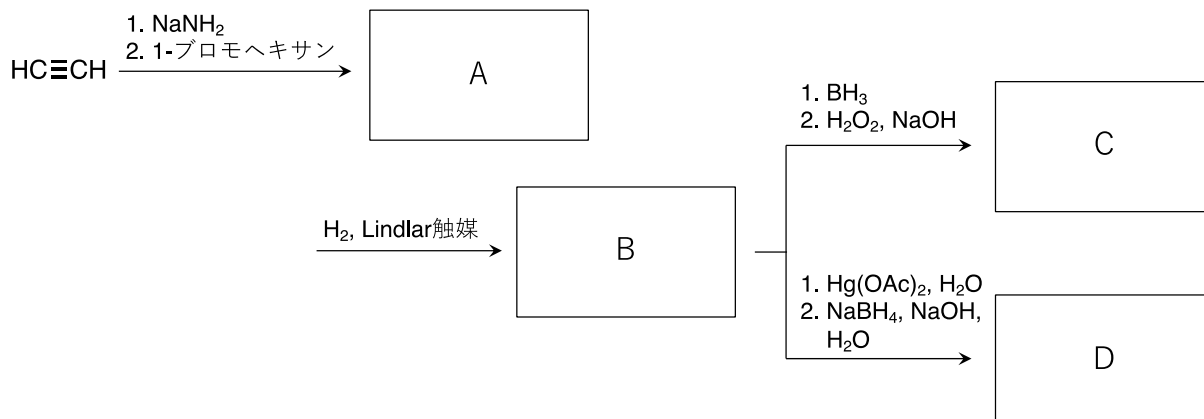 1. NaNH₂
2. 1-ブロモヘキサン
HC≡CH
A
H₂, Lindlar触媒
B
1. BH₃
2. H₂O₂, NaOH
C
1. Hg(OAc)₂, H₂O
2. NaBH₄, NaOH,
H₂O
D